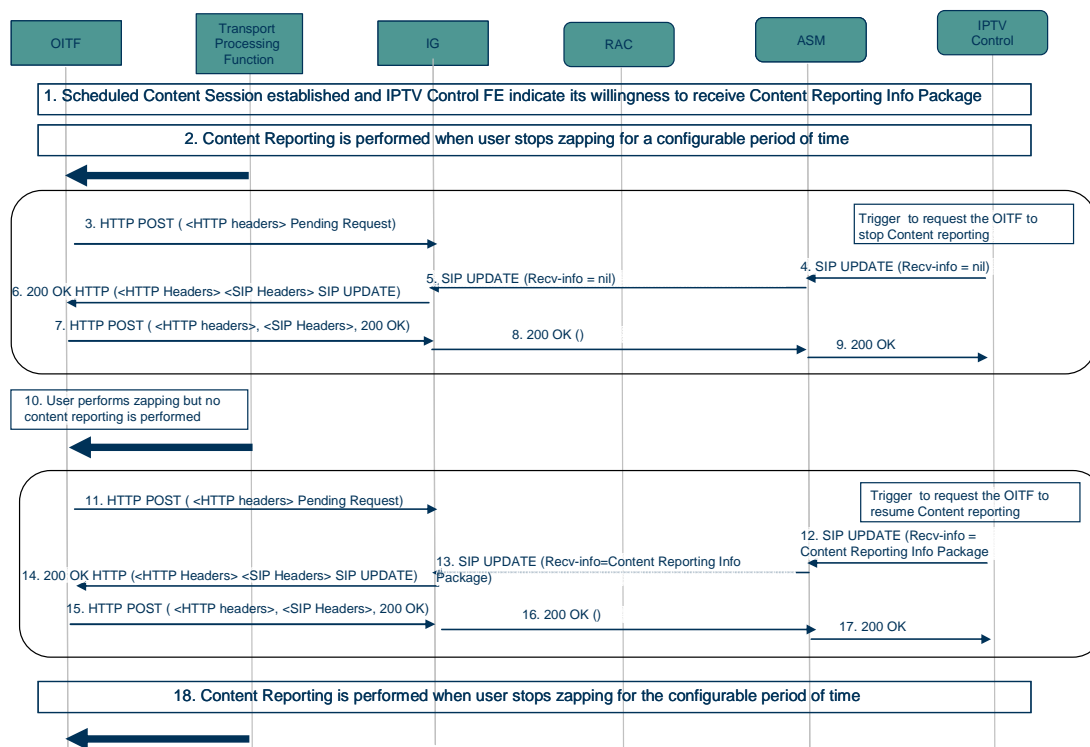 OITF
Transport
Processing
Function
IG
RAC
ASM
IPTV
Control
1. Scheduled Content Session established and IPTV Control FE indicate its willingness to receive Content Reporting Info Package
2. Content Reporting is performed when user stops zapping for a configurable period of time
3. HTTP POST ( <HTTP headers> Pending Request)
Trigger to request the OITF to
stop Content reporting
4. SIP UPDATE (Recv-info = nil)
5. SIP UPDATE (Recv-info = nil)
6. 200 OK HTTP (<HTTP Headers> <SIP Headers> SIP UPDATE)
7. HTTP POST ( <HTTP headers>, <SIP Headers>, 200 OK)
8. 200 OK ()
9. 200 OK
10. User performs zapping but no
content reporting is performed
11. HTTP POST ( <HTTP headers> Pending Request)
Trigger to request the OITF to
resume Content reporting
12. SIP UPDATE (Recv-info =
Content Reporting Info Package
13. SIP UPDATE (Recv-info=Content Reporting Info
Package)
14. 200 OK HTTP (<HTTP Headers> <SIP Headers> SIP UPDATE)
15. HTTP POST ( <HTTP headers>, <SIP Headers>, 200 OK)
16. 200 OK ()
17. 200 OK
18. Content Reporting is performed when user stops zapping for the configurable period of time